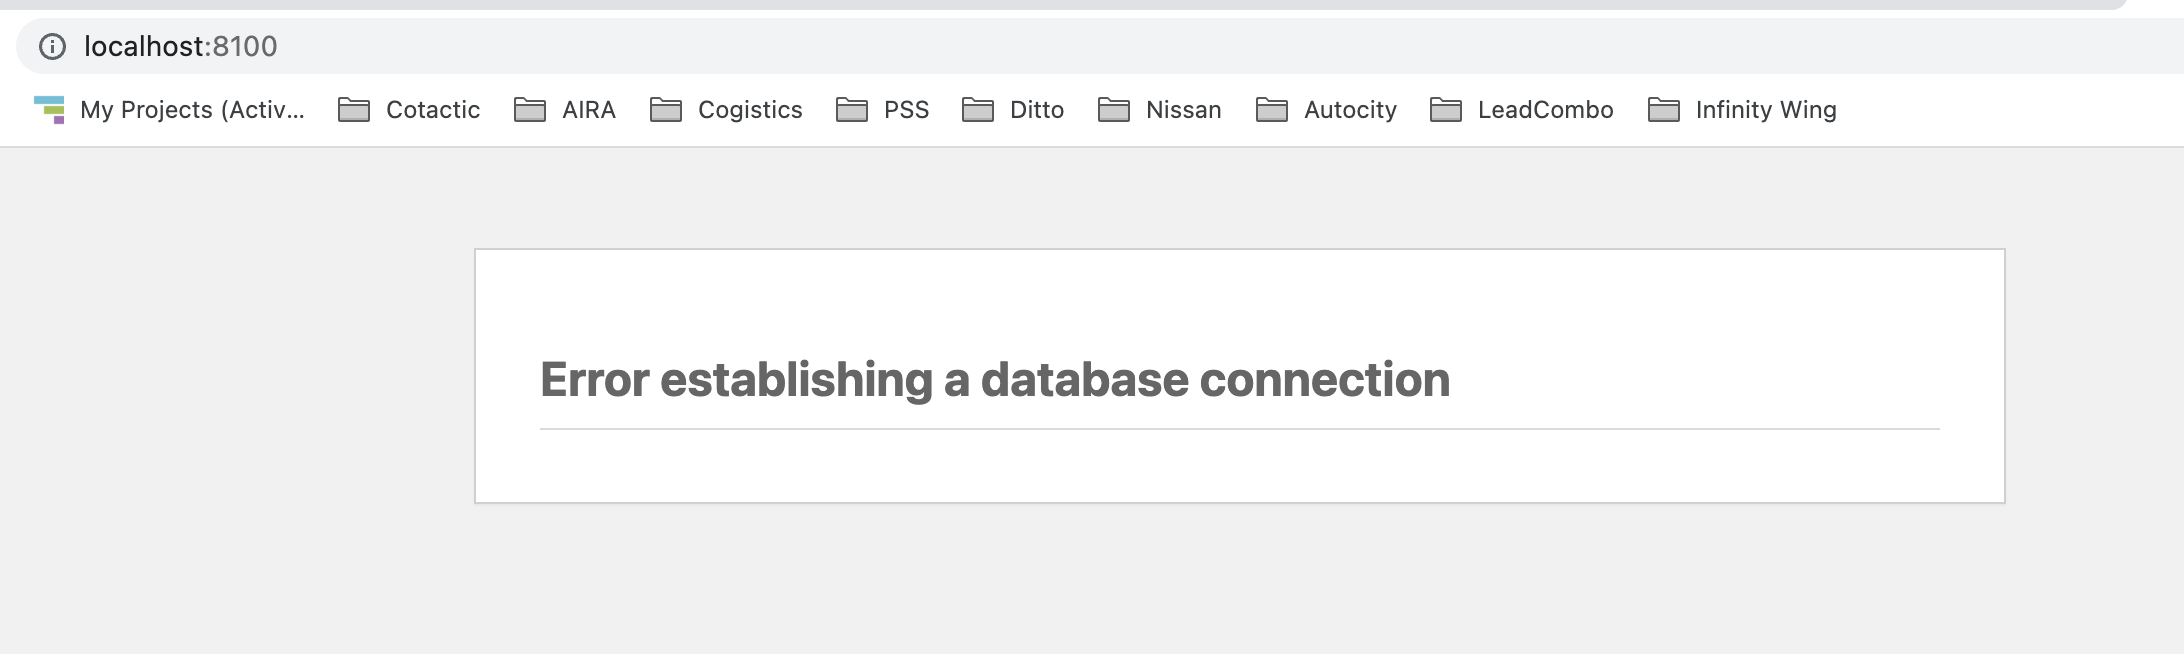 localhost:8100
My Projects (Activ... Cotactic AIRA Cogistics PSS Ditto Nissan Autocity LeadCombo Infinity Wing
Error establishing a database connection